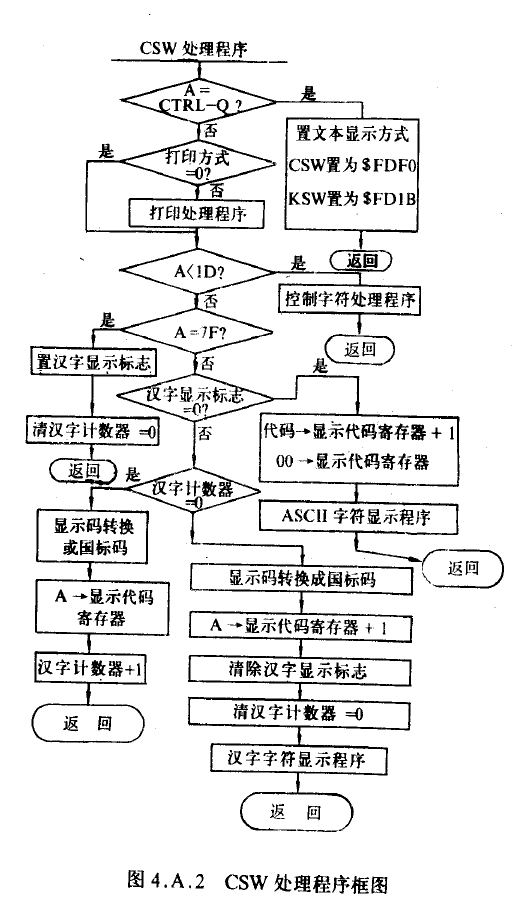 CSW 处理程序
A=
CTRL-Q?
是
否
置文本显示方式
CSW置为$FDF0
KSW置为$FD1B
返回
打印方式
=0?
是
否
打印处理程序
A<1D?
是
否
控制字符处理程序
返回
A=7F?
是
否
置汉字显示标志
清汉字计数器=0
返回
汉字显示标志
=0?
是
否
代码→显示代码寄存器+1
00→显示代码寄存器
ASCII字符显示程序
返回
汉字计数器
=0
是
显示码转换
或国标码
A→显示代码
寄存器
汉字计数器+1
返 回
显示码转换成国标码
A→显示代码寄存器+1
清除汉字显示标志
清汉字计数器=0
汉字字符显示程序
返 回
图4.A.2 CSW处理程序框图